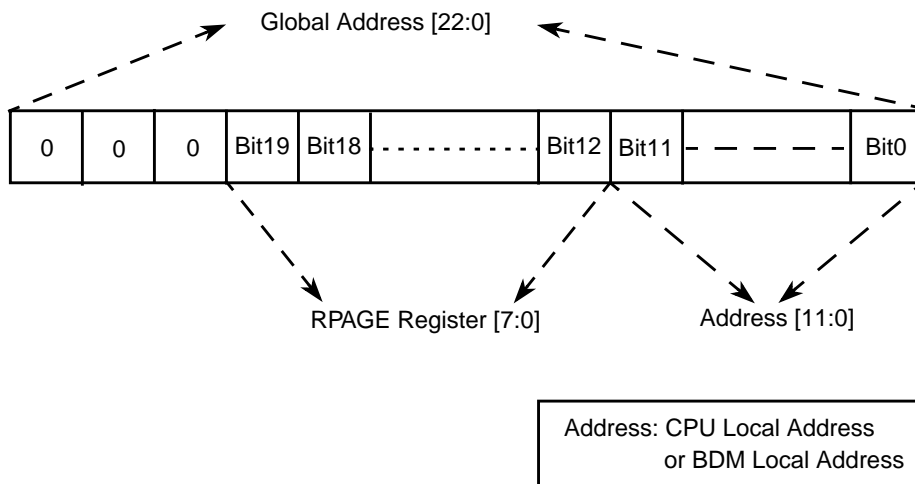 Global Address [22:0]
0 0 0 Bit19 Bit18 Bit12 Bit11 Bit0
RPAGE Register [7:0] Address [11:0]
Address: CPU Local Address
or BDM Local Address